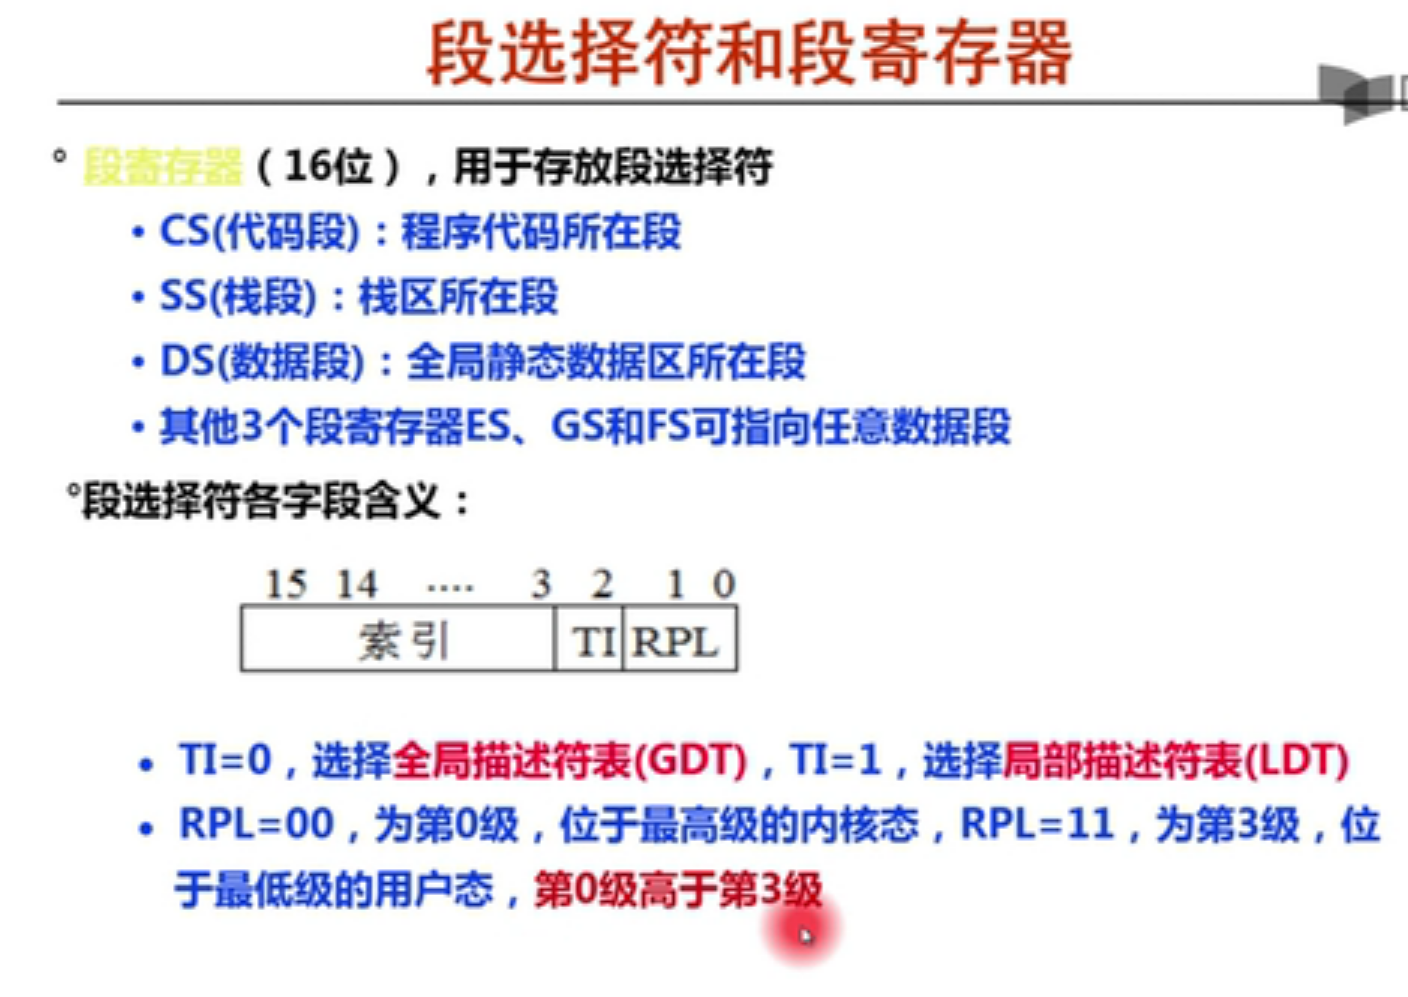 段选择符和段寄存器
° 段寄存器（16位），用于存放段选择符
• CS(代码段)：程序代码所在段
• SS(栈段)：栈区所在段
• DS(数据段)：全局静态数据区所在段
• 其他3个段寄存器ES、GS和FS可指向任意数据段
°段选择符各字段含义：
15 14 .... 3 2 1 0
索引 TI RPL
• TI=0，选择全局描述符表(GDT)，TI=1，选择局部描述符表(LDT)
• RPL=00，为第0级，位于最高级的内核态，RPL=11，为第3级，位
于最低级的用户态，第0级高于第3级